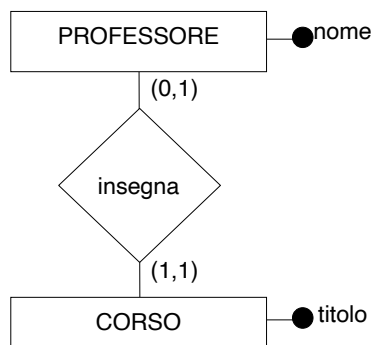 PROFESSORE
nome
(0,1)
insegna
(1,1)
CORSO
titolo